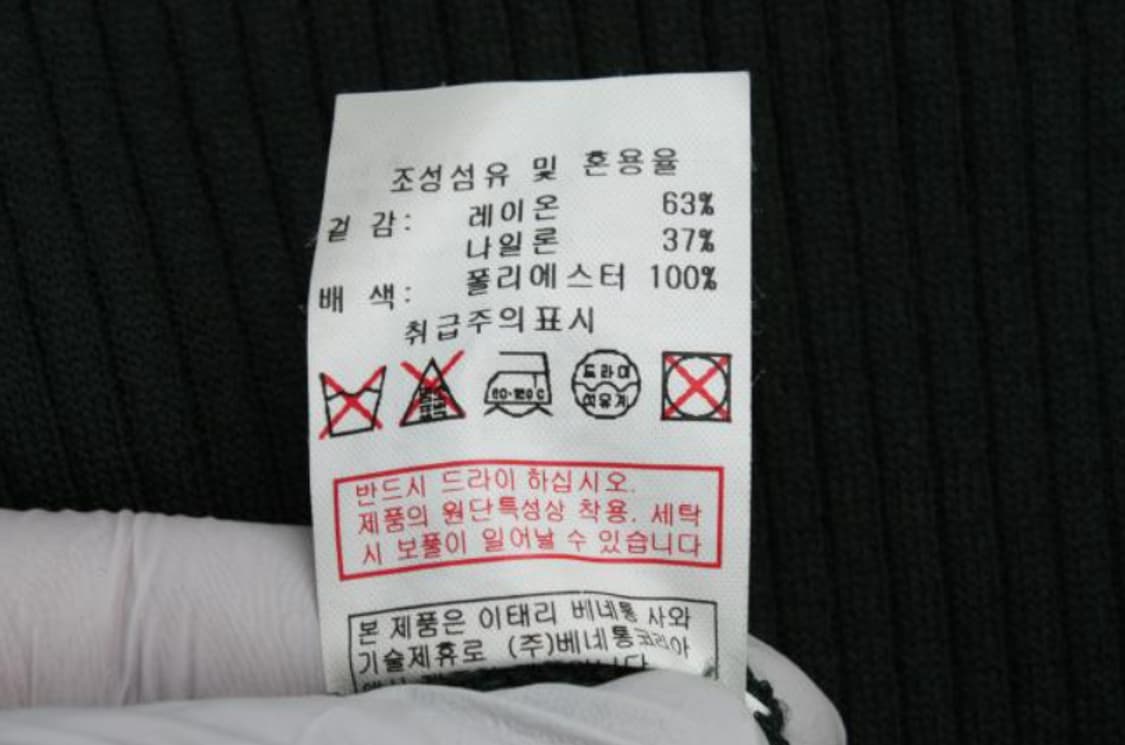 조성섬유 및 혼용율
겉 감: 레이온 63%
나일론 37%
배 색: 폴리에스터 100%
취급주의표시
드라이
석유계
반드시 드라이 하십시오.
제품의 원단특성상 착용. 세탁
시 보풀이 일어날 수 있습니다
본 제품은 이태리 베네통 사와
기술제휴로 (주)베네통코리아